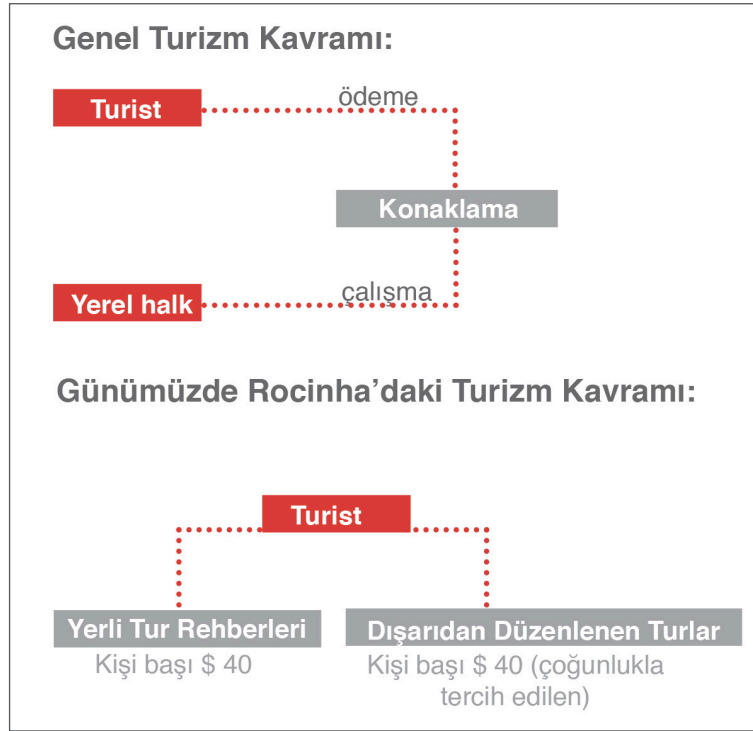 Genel Turizm Kavramı:
Turist
ödeme
Konaklama
Yerel halk
çalışma
Günümüzde Rocinha’daki Turizm Kavramı:
Turist
Yerli Tur Rehberleri
Kişi başı $ 40
Dışarıdan Düzenlenen Turlar
Kişi başı $ 40 (çoğunlukla
tercih edilen)